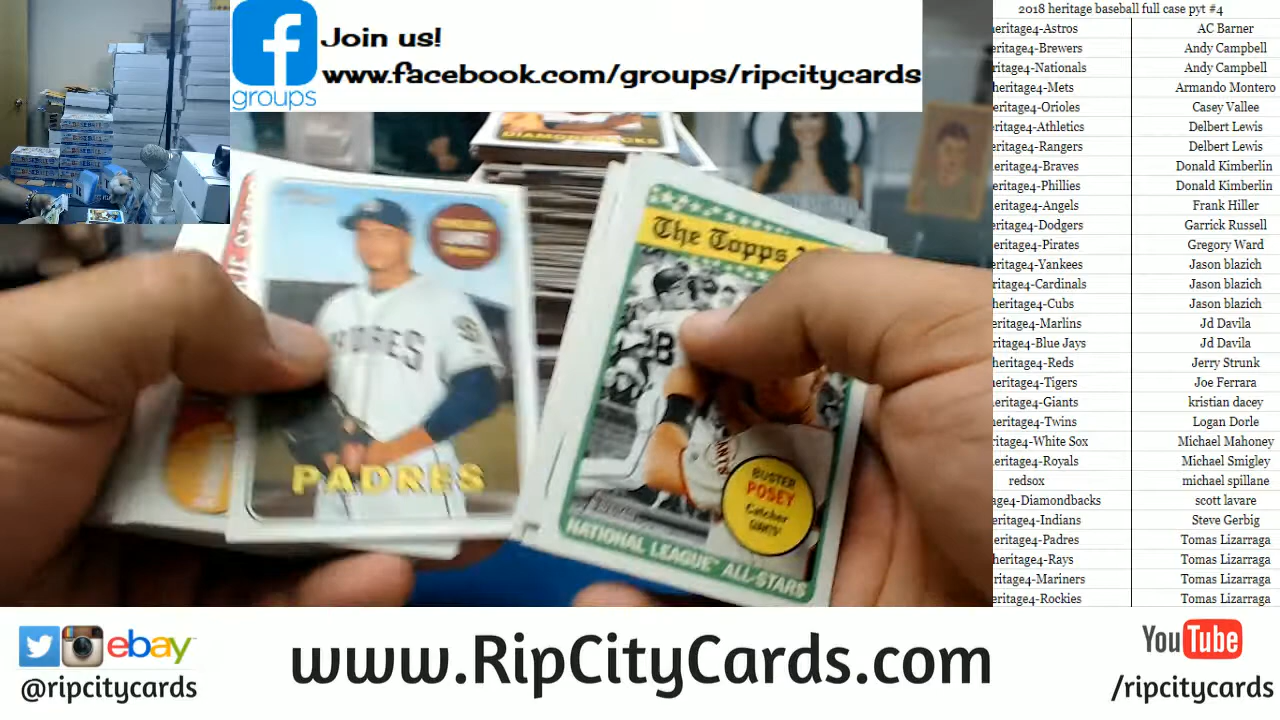 Join us!
www.facebook.com/groups/ripcitycards
f
groups
2018 heritage baseball full case pyt #4
eritage4-Astros AC Barner
eritage4-Brewers Andy Campbell
eritage4-Nationals Andy Campbell
heritage4-Mets Armando Montero
eritage4-Orioles Casey Vallee
eritage4-Athletics Delbert Lewis
eritage4-Rangers Delbert Lewis
eritage4-Braves Donald Kimberlin
eritage4-Phillies Donald Kimberlin
eritage4-Angels Frank Hiller
eritage4-Dodgers Garrick Russell
eritage4-Pirates Gregory Ward
eritage4-Yankees Jason blazich
eritage4-Cardinals Jason blazich
heritage4-Cubs Jason blazich
eritage4-Marlins Jd Davila
eritage4-Blue Jays Jd Davila
heritage4-Reds Jerry Strunk
eritage4-Tigers Joe Ferrara
eritage4-Giants kristian dacey
eritage4-Twins Logan Dorle
ritage4-White Sox Michael Mahoney
eritage4-Royals Michael Smigley
redsox michael spillane
age4-Diamondbacks scott lavare
eritage4-Indians Steve Gerbig
eritage4-Padres Tomas Lizarraga
heritage4-Rays Tomas Lizarraga
eritage4-Mariners Tomas Lizarraga
eritage4-Rockies Tomas Lizarraga
PADRES
The Topps
BUSTER
POSEY
Catcher
GIANTS
NATIONAL LEAGUE ALL-STARS
ebay
@ripcitycards
www.RipCityCards.com
YouTube
/ripcitycards